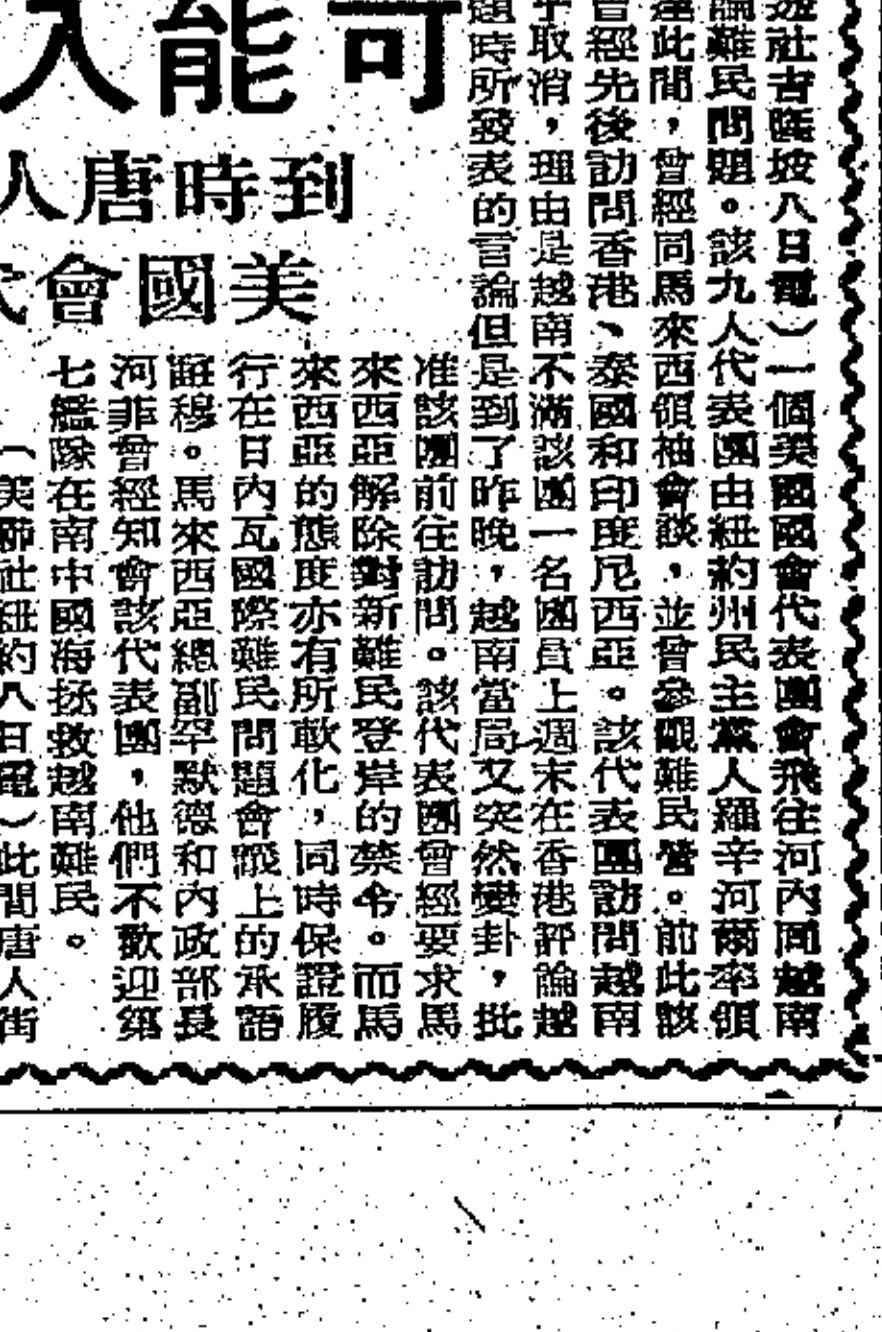 可能入
到時唐人
美國會代
遊社吉隆坡八日電）一個美國國會代表團會飛往河內同越南
論難民問題。該九人代表團由紐約州民主黨人羅辛河爾率領
達此間，曾經同馬來西領袖會談，並曾參觀難民營。前此該
曾經先後訪問香港、泰國和印度尼西亞。該代表團訪問越南
予取消，理由是越南不滿該團一名團員上週末在香港評論越
題時所發表的言論但是到了昨晚，越南當局又突然變卦，批
准該團前往訪問。該代表團曾經要求馬
來西亞解除對新難民登岸的禁令。而馬
來西亞的態度亦有所軟化，同時保證履
行在日內瓦國際難民問題會議上的承諾
。馬來西亞總副罕默德和內政部長
河菲曾經知會該代表團，他們不歡迎第
七艦隊在南中國海拯救越南難民。
（美聯社紐約八日電）此間唐人街